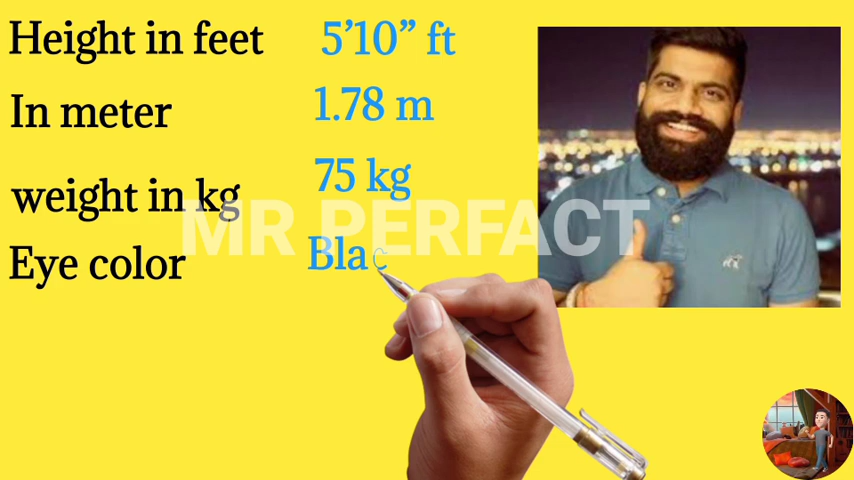 Height in feet 5’10” ft
In meter 1.78 m
weight in kg 75 kg
MR PERFACT
Eye color Blac